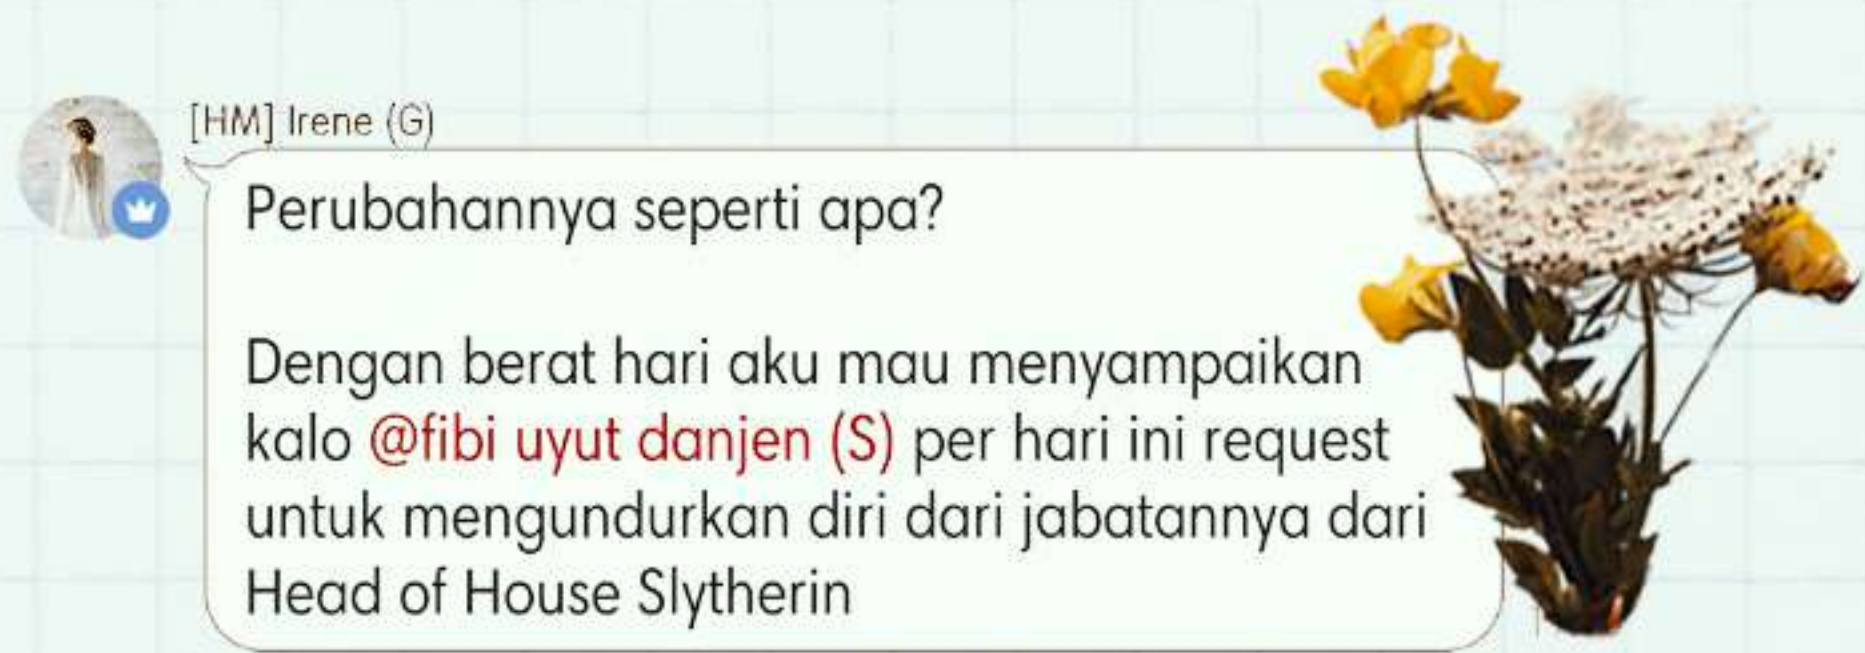 [HM] Irene (G)
Perubahannya seperti apa?
Dengan berat hari aku mau menyampaikan
kalo @fibi uyut danjen (S) per hari ini request
untuk mengundurkan diri dari jabatannya dari
Head of House Slytherin